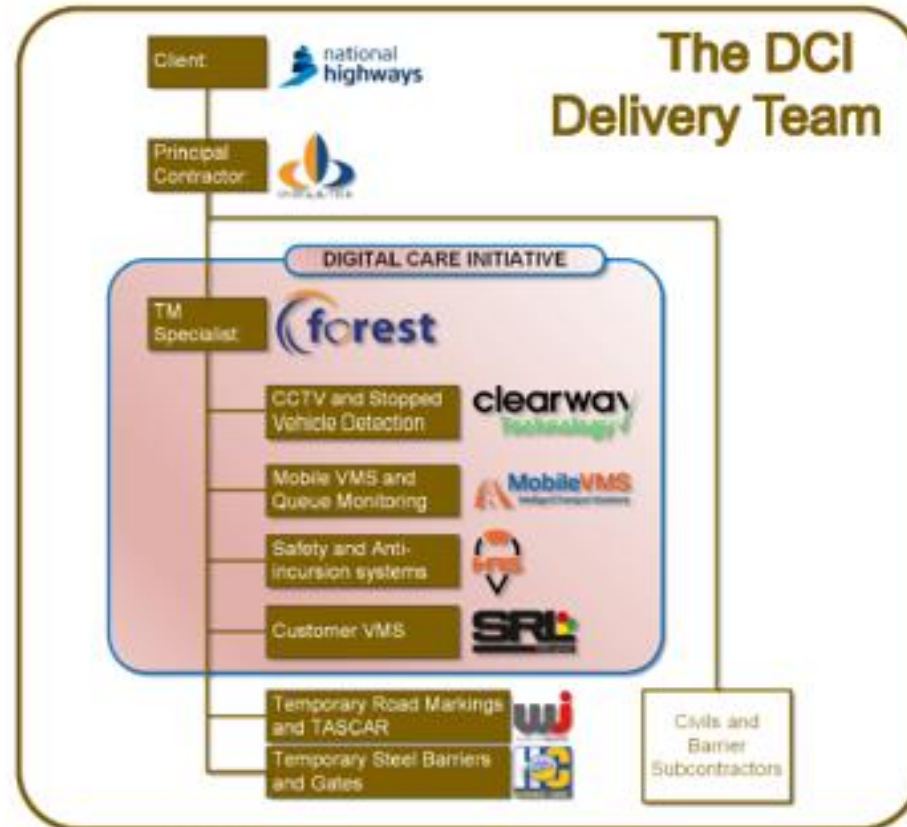 The DCI
Delivery Team
Client
national
highways
Principal
Contractor
DIGITAL CARE INITIATIVE
TM
Specialist
forest
CCTV and Stopped
Vehicle Detection
clearway
Technology
Mobile VMS and
Queue Monitoring
MobileVMS
Safety and Anti-
incursion systems
Customer VMS
SRL
Temporary Road Markings
and TASCAR
wj
Temporary Steel Barriers
and Gates
Civils and
Barrier
Subcontractors